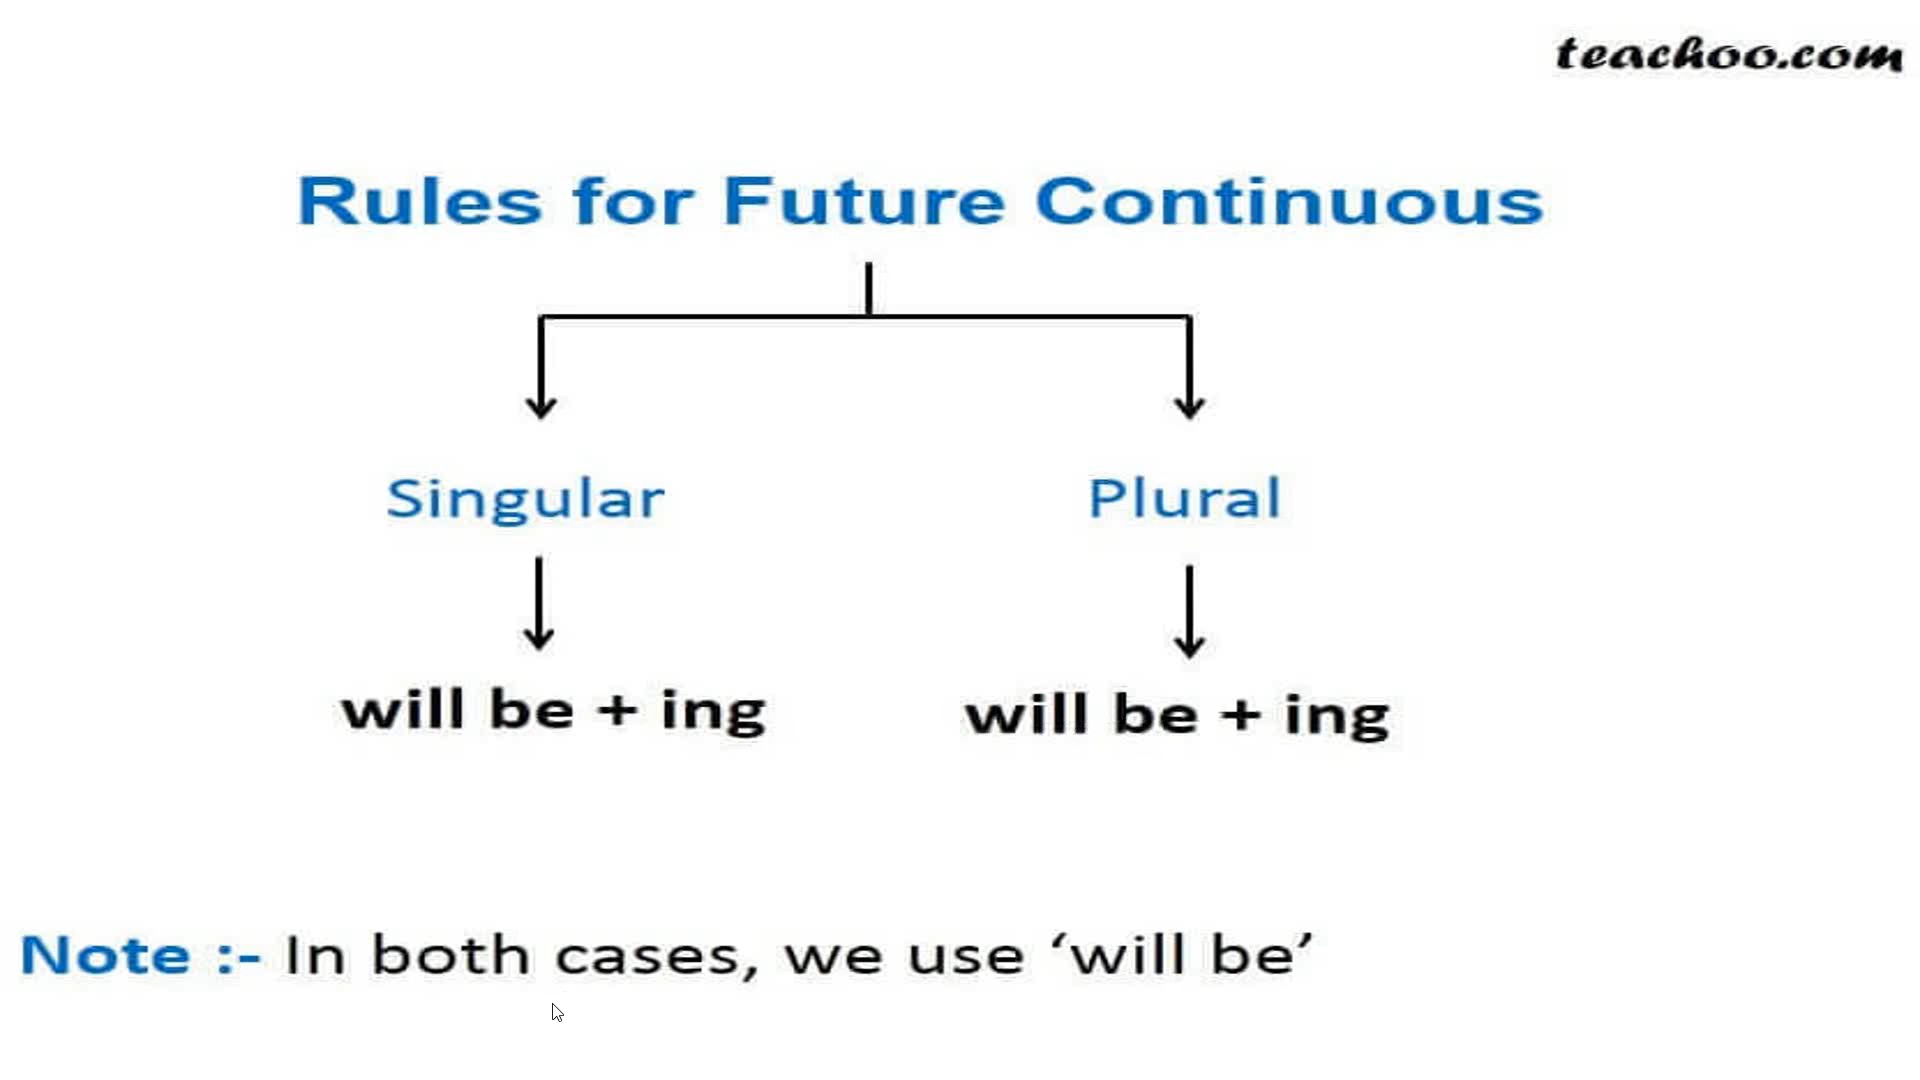 teachoo.com
Rules for Future Continuous
Singular
Plural
will be + ing
will be + ing
Note :- In both cases, we use ‘will be’